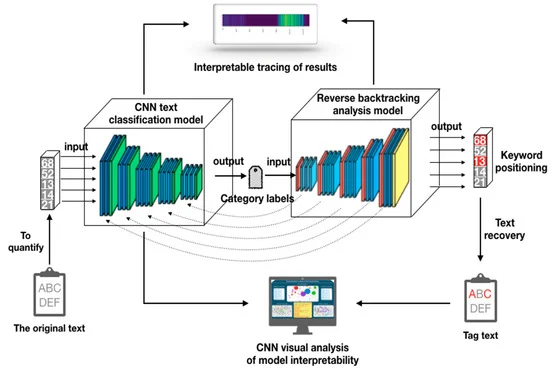 Interpretable tracing of results
CNN text
classification model
Reverse backtracking
analysis model
input
output
input
output
Category labels
68
52
13
14
21
68
52
13
14
21
Keyword
positioning
To
quantify
Text
recovery
ABC
DEF
ABC
DEF
The original text
Tag text
CNN visual analysis
of model interpretability